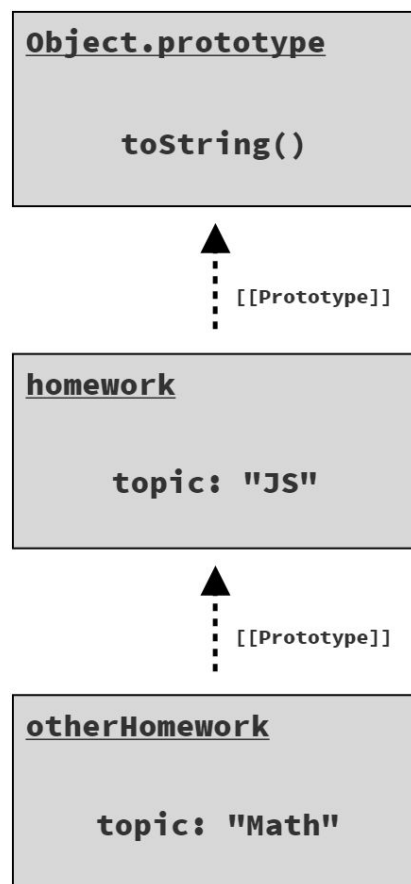 Object.prototype
toString()
[[Prototype]]
homework
topic: "JS"
[[Prototype]]
otherHomework
topic: "Math"